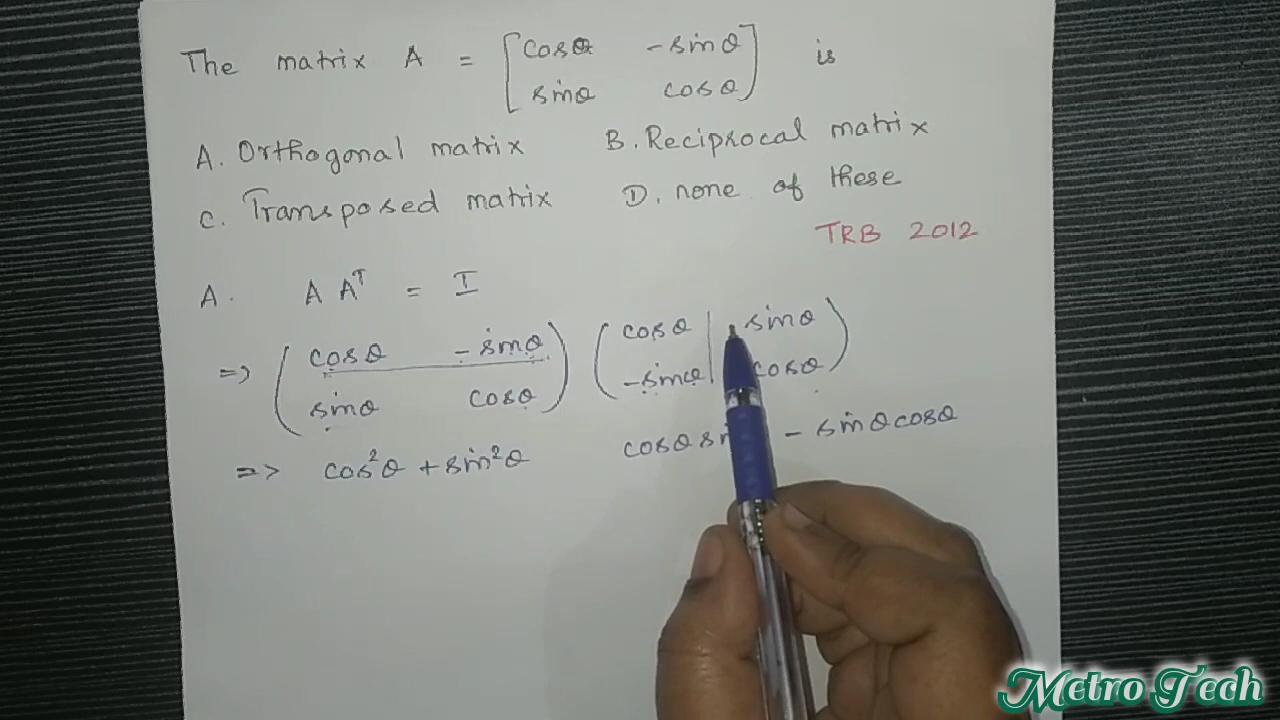 The matrix A = [cosθ -sinθ
sinθ cosθ] is
A. Orthogonal matrix B. Reciprocal matrix
C. Transposed matrix D. none of these
TRB 2012
A. A Aᵀ = I
=> (cosθ -sinθ) (cosθ | sinθ)
(sinθ cosθ) (-sinθ | cosθ)
=> cos²θ + sin²θ cosθ - sinθcosθ
Metro Tech